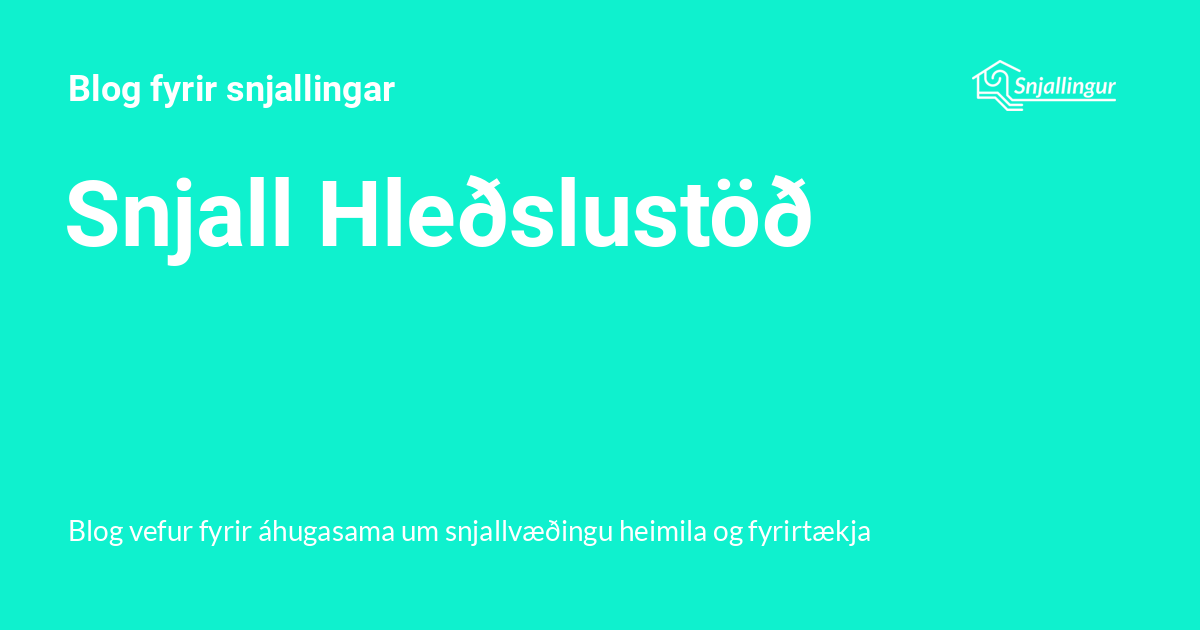 Blog fyrir snjallingar
Snjallingur
Snjall Hleðslustöð
Blog vefur fyrir áhugasama um snjallvæðingu heimila og fyrirtækja